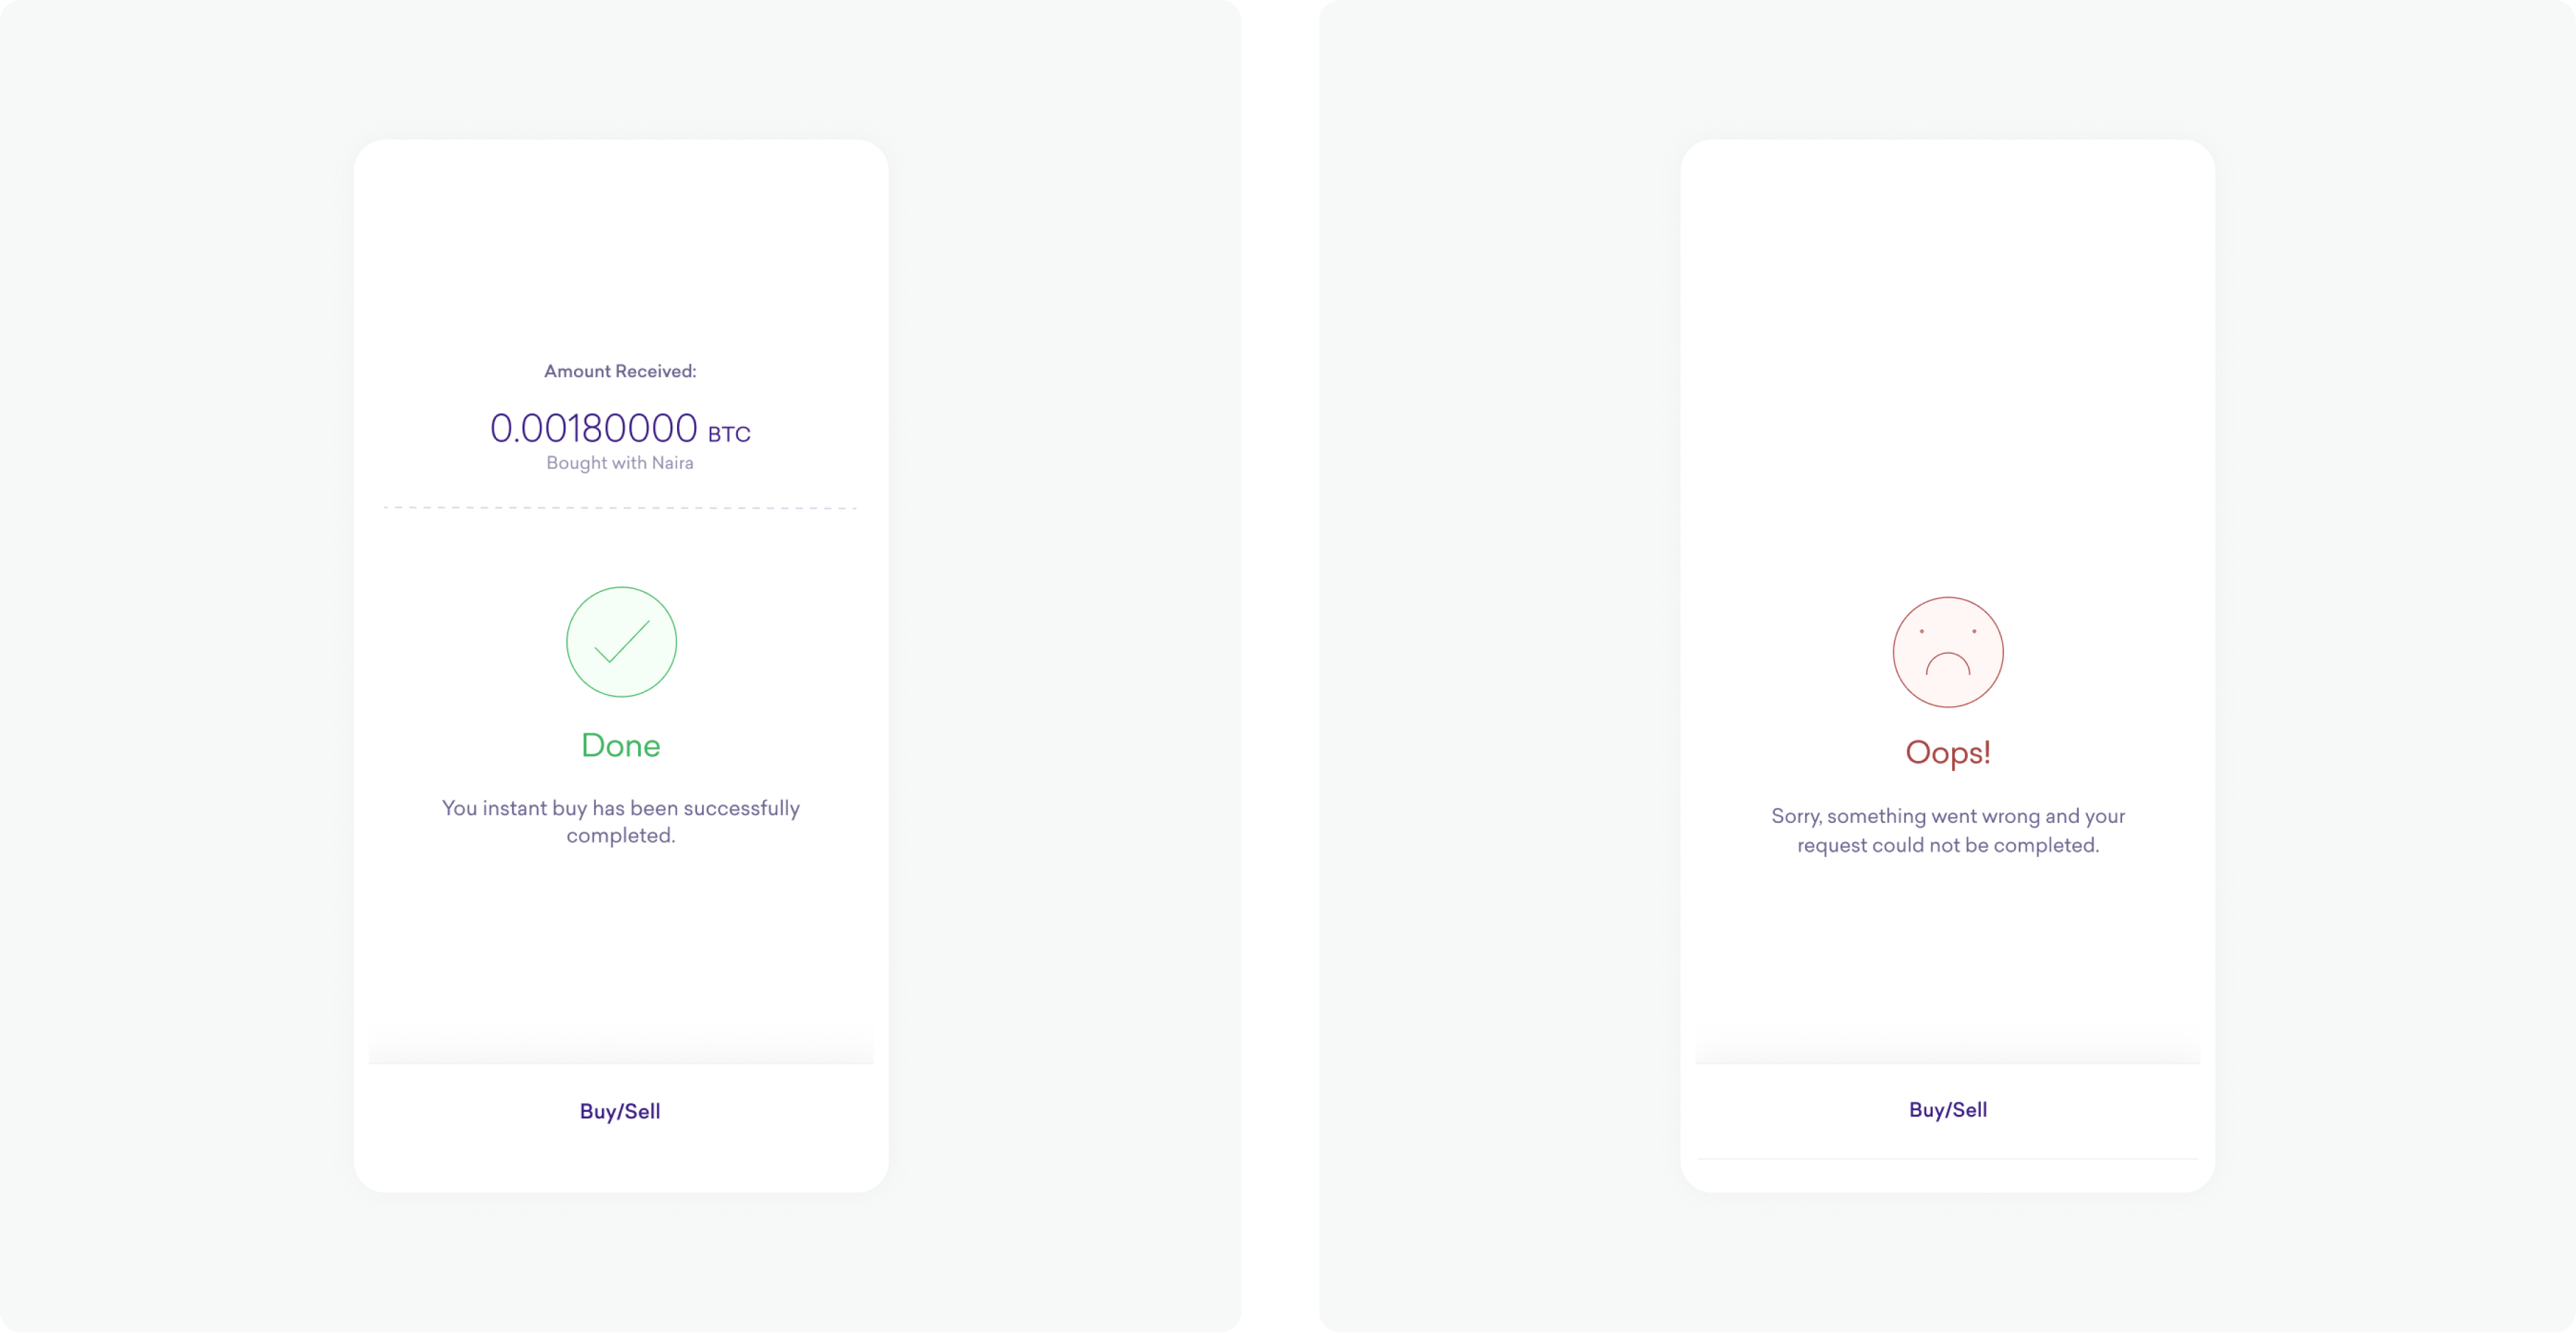 Amount Received:
0.00180000 BTC
Bought with Naira
Done
You instant buy has been successfully
completed.
Buy/Sell
Oops!
Sorry, something went wrong and your
request could not be completed.
Buy/Sell